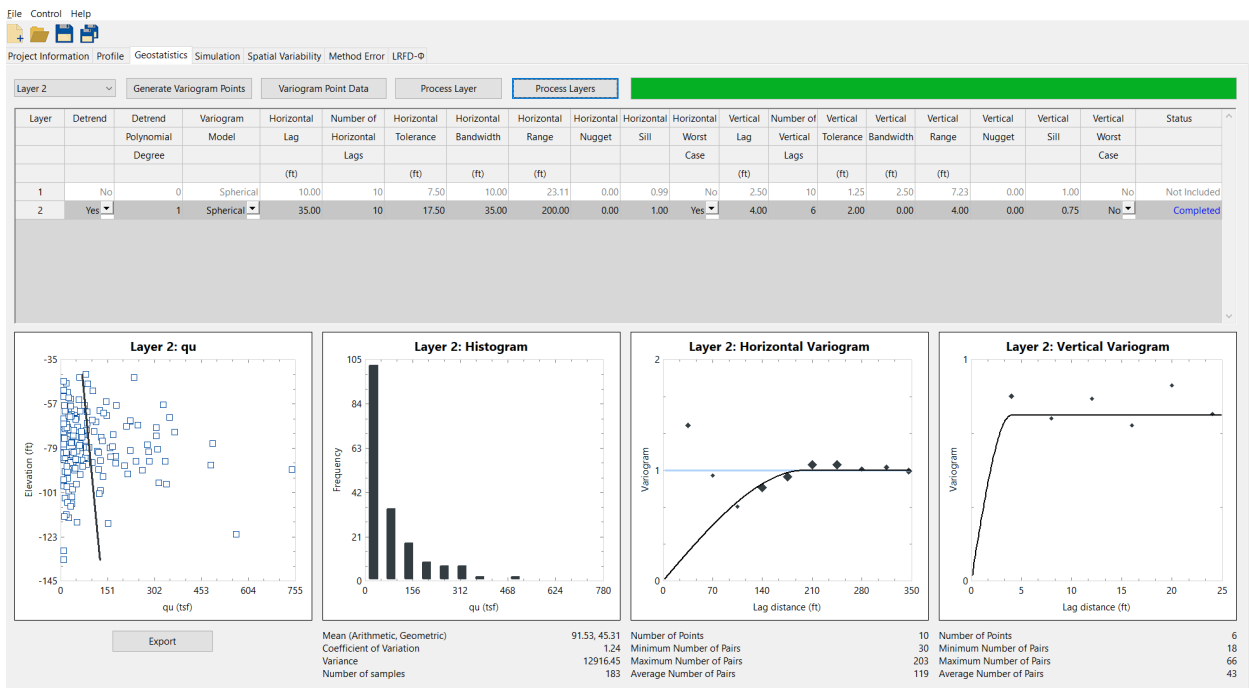 File Control Help
Project Information Profile Geostatistics Simulation Spatial Variability Method Error LRFD-Φ
Layer 2 Generate Variogram Points Variogram Point Data Process Layer Process Layers
Layer Detrend Detrend Variogram Horizontal Number of Horizontal Horizontal Horizontal Horizontal Horizontal Horizontal Vertical Number of Vertical Vertical Vertical Vertical Vertical Vertical Status
Polynomial Model Lag Horizontal Tolerance Bandwidth Range Nugget Sill Worst Lag Vertical Tolerance Bandwidth Range Nugget Sill Worst
Degree Lags Case Lags Case
(ft) (ft) (ft) (ft) (ft) (ft) (ft) (ft)
1 No 0 Spherical 10.00 10 7.50 10.00 23.11 0.00 0.99 No 2.50 10 1.25 2.50 7.23 0.00 1.00 No Not Included
2 Yes 1 Spherical 35.00 10 17.50 35.00 200.00 0.00 1.00 Yes 4.00 6 2.00 0.00 4.00 0.00 0.75 No Completed
Layer 2: qu
-35
-57
-79
-101
-123
-145
Elevation (ft)
0 151 302 453 604 755
qu (tsf)
Layer 2: Histogram
105
84
63
42
21
0
Frequency
0 156 312 468 624 780
qu (tsf)
Layer 2: Horizontal Variogram
2
1
0
Variogram
0 70 140 210 280 350
Lag distance (ft)
Layer 2: Vertical Variogram
1
0
Variogram
0 5 10 15 20 25
Lag distance (ft)
Export
Mean (Arithmetic, Geometric) 91.53, 45.31
Coefficient of Variation 1.24
Variance 12916.45
Number of samples 183
Number of Points 10
Minimum Number of Pairs 30
Maximum Number of Pairs 203
Average Number of Pairs 119
Number of Points 6
Minimum Number of Pairs 18
Maximum Number of Pairs 66
Average Number of Pairs 43